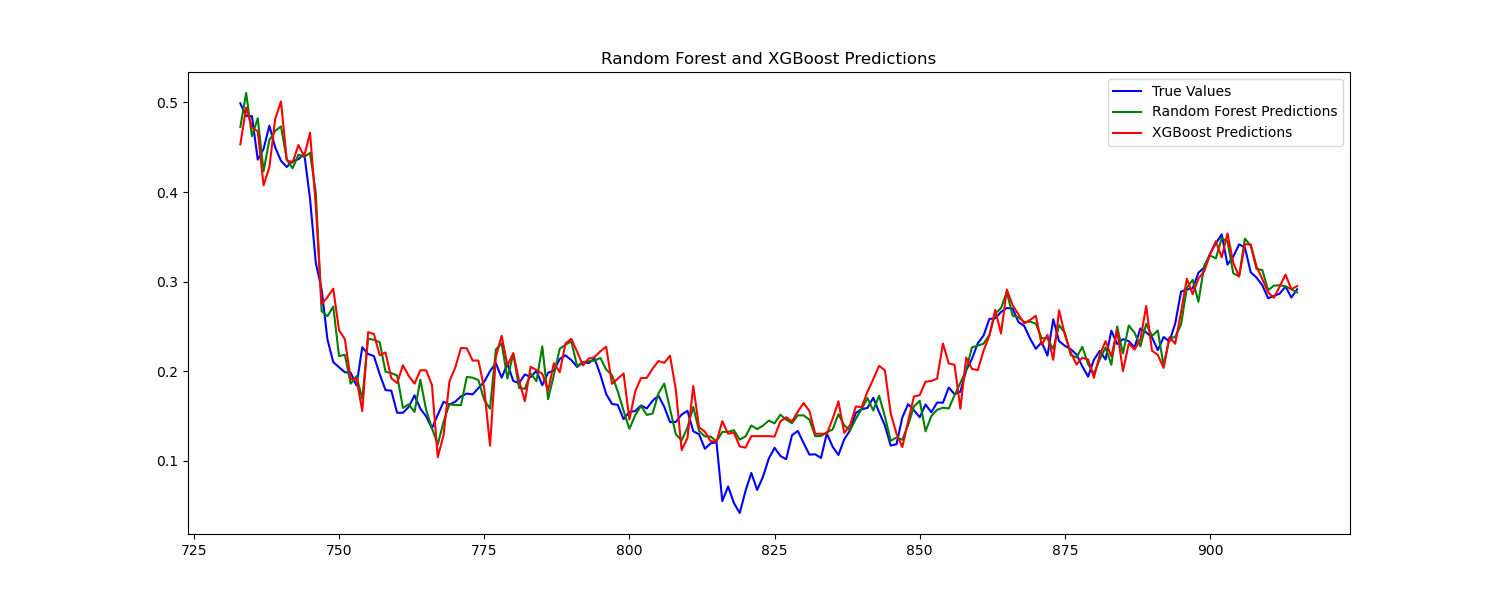 Random Forest and XGBoost Predictions
True Values
Random Forest Predictions
XGBoost Predictions
0.5
0.4
0.3
0.2
0.1
725 750 775 800 825 850 875 900